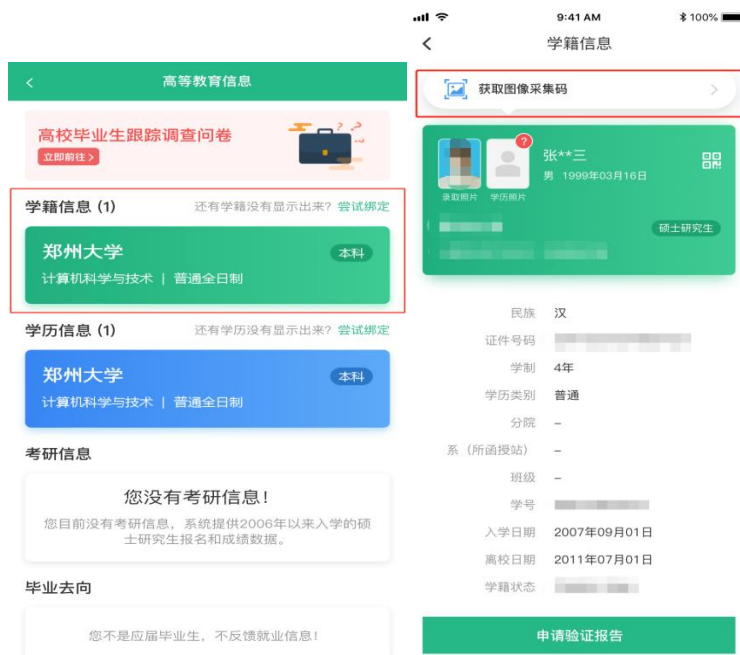 高等教育信息
高校毕业生跟踪调查问卷
立即前往 >
学籍信息 (1)
还有学籍没有显示出来？尝试绑定
郑州大学
本科
计算机科学与技术 | 普通全日制
学历信息 (1)
还有学历没有显示出来？尝试绑定
郑州大学
本科
计算机科学与技术 | 普通全日制
考研信息
您没有考研信息！
您目前没有考研信息，系统提供2006年以来入学的硕
士研究生报名和成绩数据。
毕业去向
您不是应届毕业生，不反馈就业信息！
9:41 AM
100%
学籍信息
获取图像采集码
张**三
男 1999年03月16日
录取照片 学历照片
硕士研究生
民族 汉
证件号码
学制 4年
学历类别 普通
分院 –
系（所函授站） –
班级 –
学号
入学日期 2007年09月01日
离校日期 2011年07月01日
学籍状态
申请验证报告